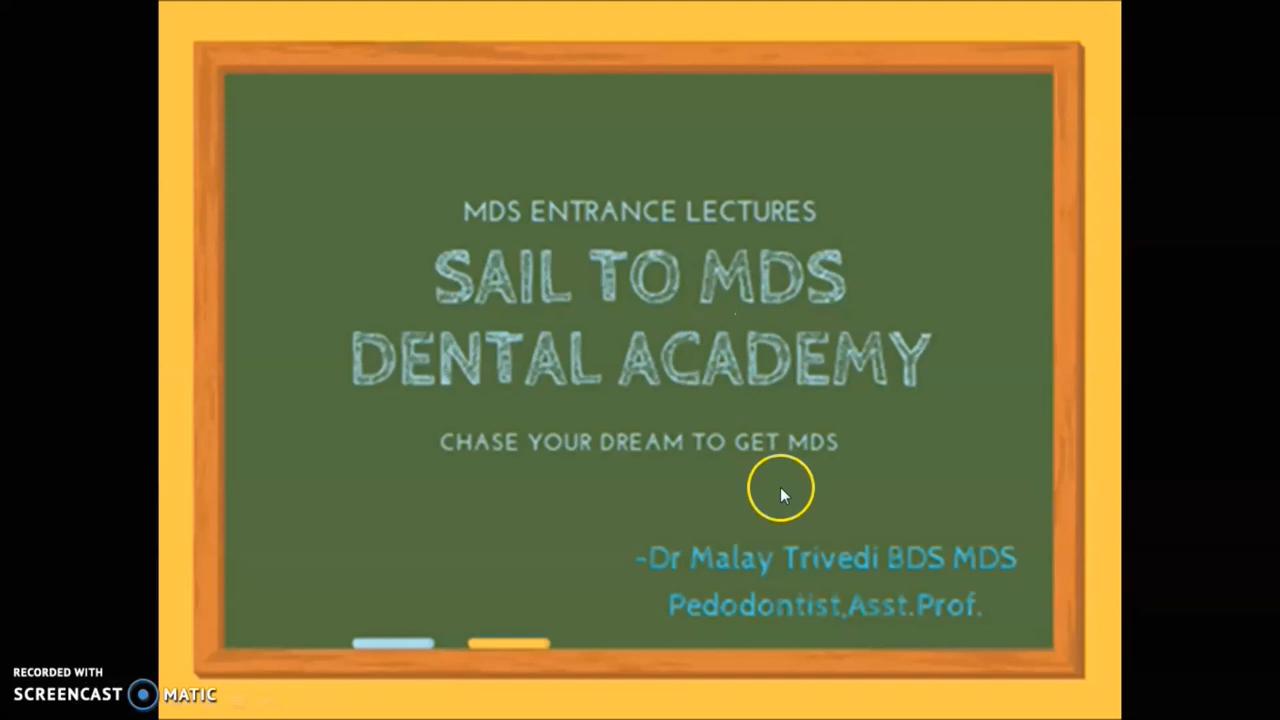 MDS ENTRANCE LECTURES
SAIL TO MDS
DENTAL ACADEMY
CHASE YOUR DREAM TO GET MDS
-Dr Malay Trivedi BDS MDS
Pedodontist,Asst.Prof.
RECORDED WITH
SCREENCAST MATIC